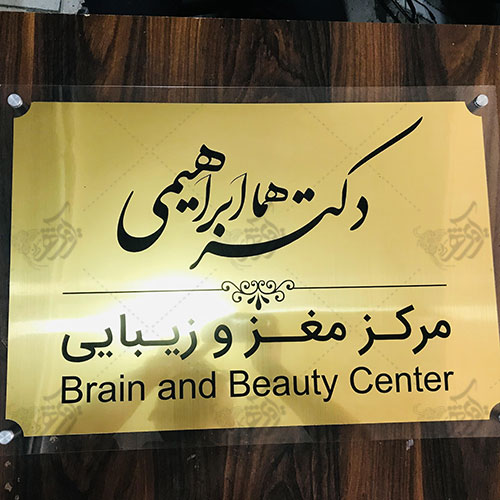 دکتر هما ابراهیمی
مرکز مغز و زیبایی
Brain and Beauty Center